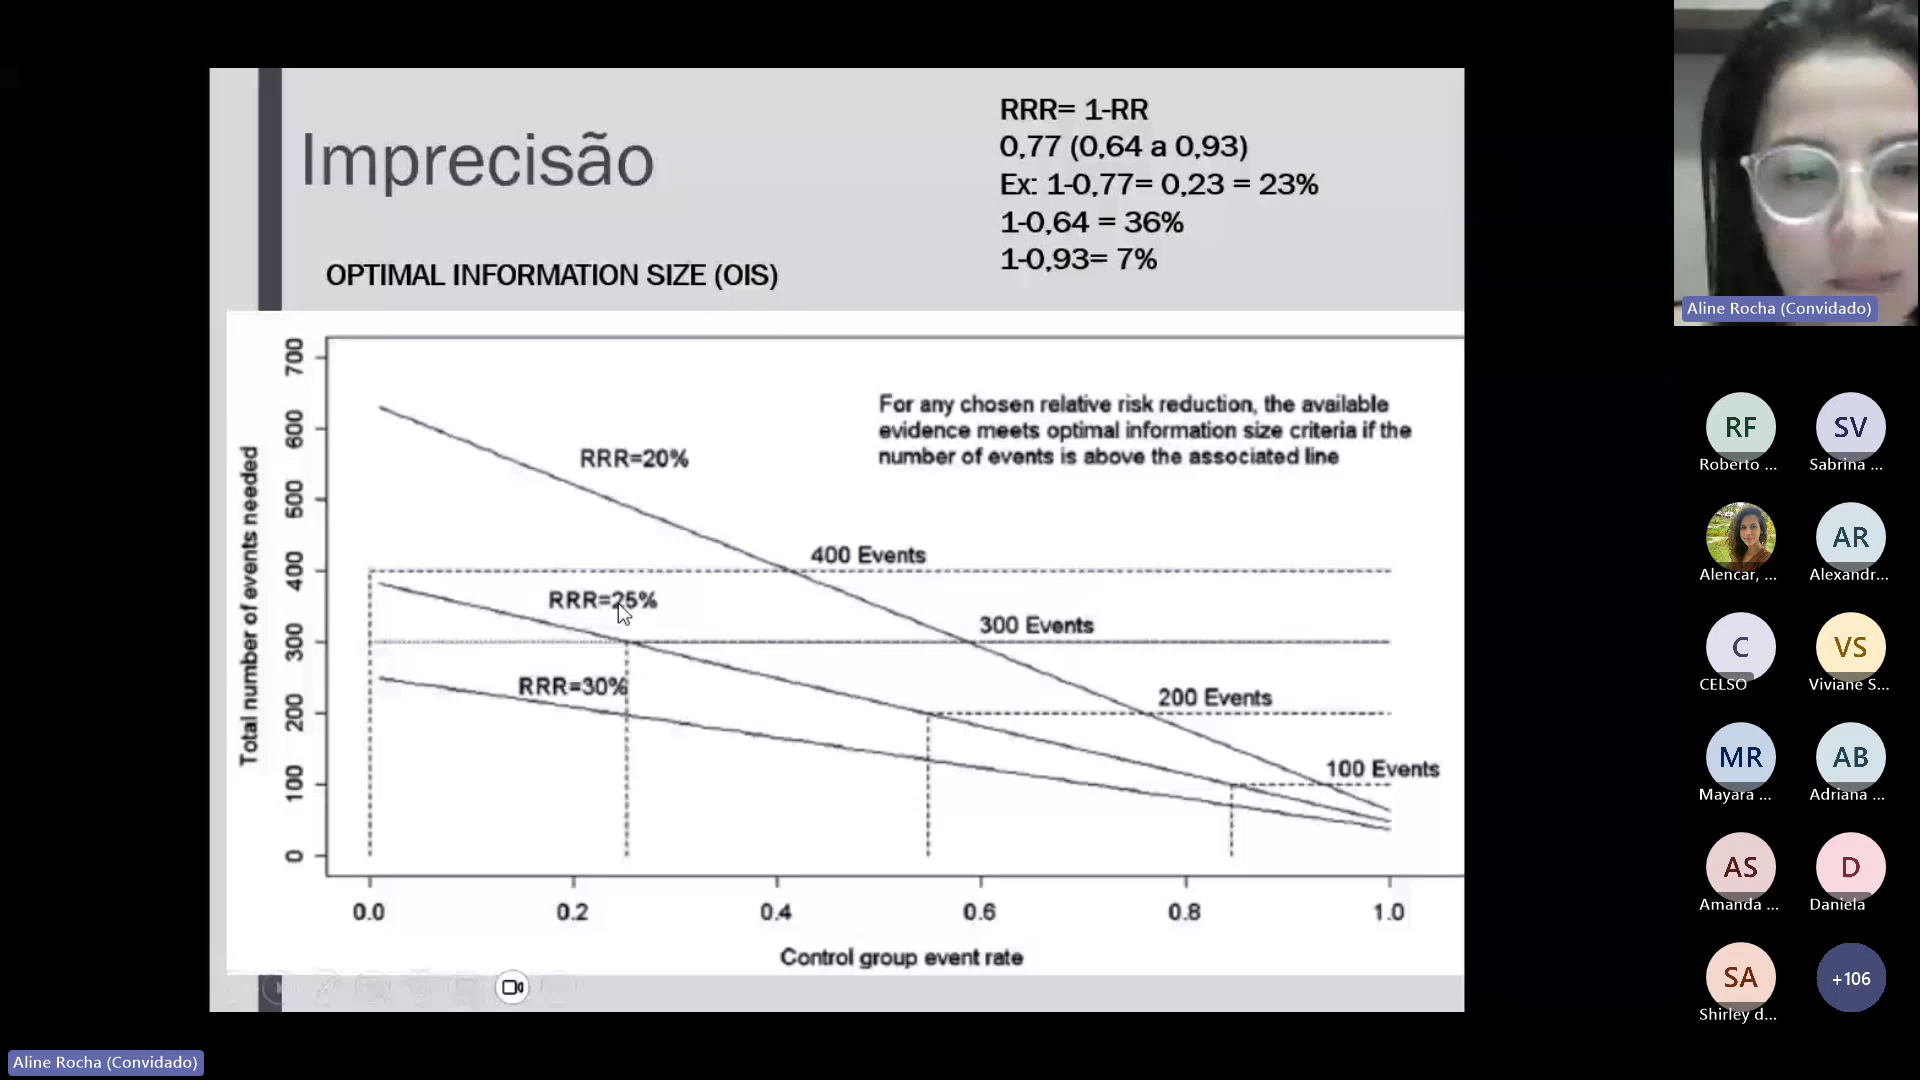 Imprecisão
RRR= 1-RR
0,77 (0,64 a 0,93)
Ex: 1-0,77= 0,23 = 23%
1-0,64 = 36%
1-0,93= 7%
OPTIMAL INFORMATION SIZE (OIS)
Total number of events needed
700
600
500
400
300
200
100
0
For any chosen relative risk reduction, the available
evidence meets optimal information size criteria if the
number of events is above the associated line
RRR=20%
400 Events
RRR=25%
300 Events
RRR=30%
200 Events
100 Events
0.0 0.2 0.4 0.6 0.8 1.0
Control group event rate
Aline Rocha (Convidado)
RF SV
Roberto ... Sabrina ...
AR
Alencar, ... Alexandr...
C VS
CELSO Viviane S...
MR AB
Mayara ... Adriana ...
AS D
Amanda ... Daniela
SA +106
Shirley d...
Aline Rocha (Convidado)